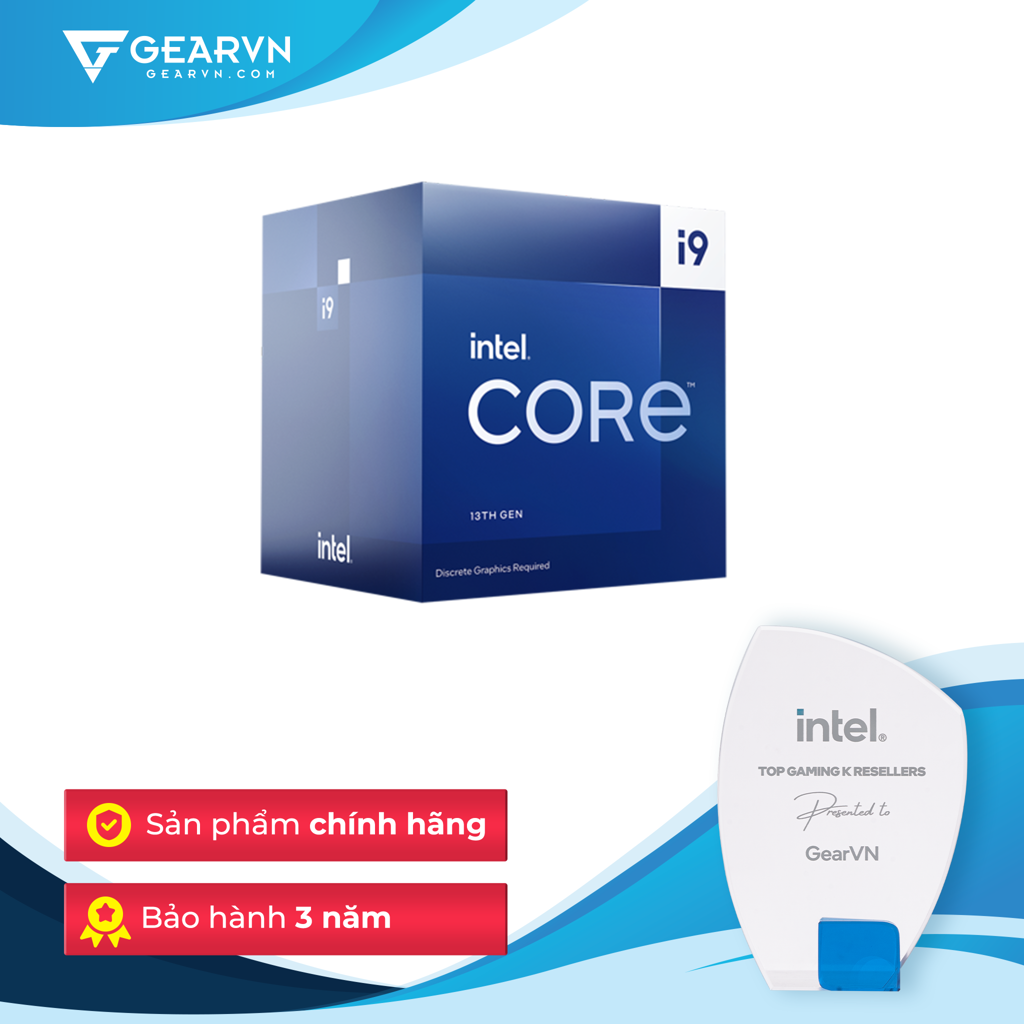 GEARVN
GEARVN.COM
i9
i9
intel.
CORE™
13TH GEN
intel.
Discrete Graphics Required
intel®
TOP GAMING K RESELLERS
Presented to
GearVN
Sản phẩm chính hãng
Bảo hành 3 năm